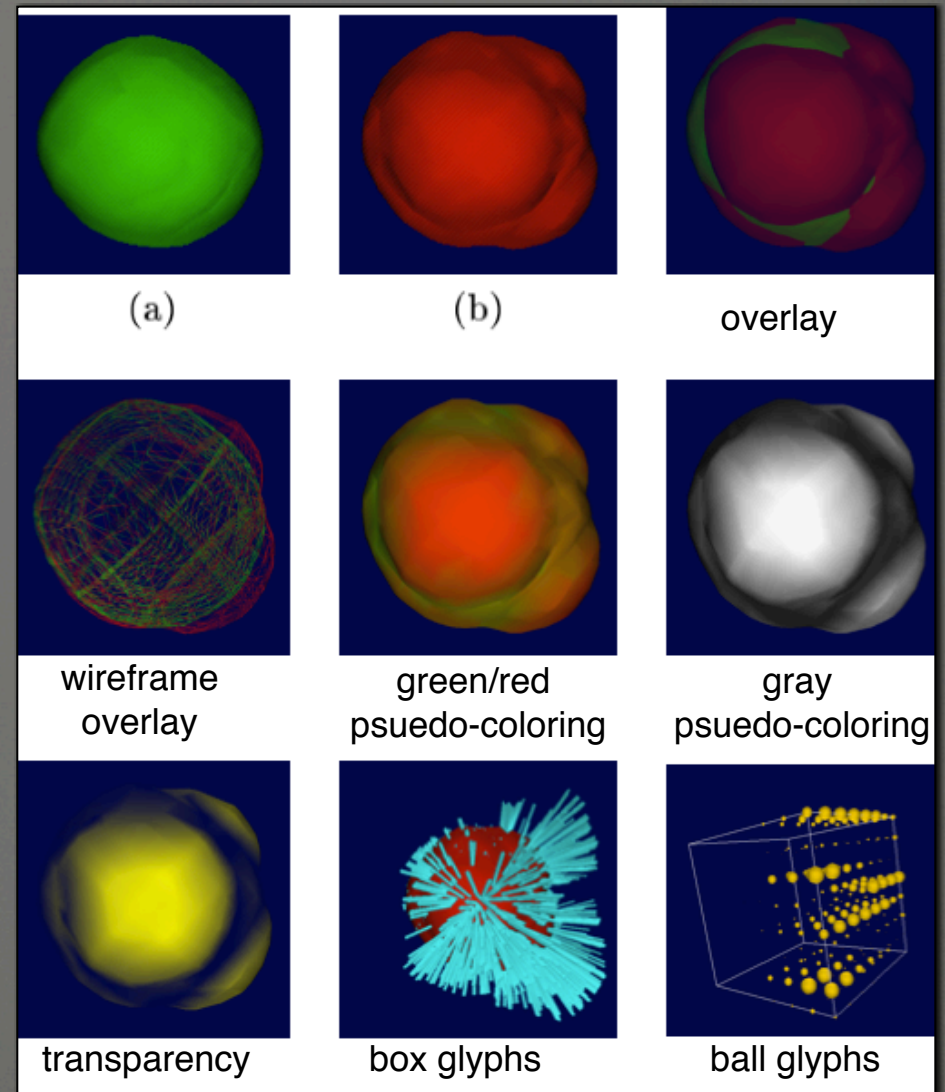 (a)
(b)
overlay
wireframe
overlay
green/red
psuedo-coloring
gray
psuedo-coloring
transparency
box glyphs
ball glyphs